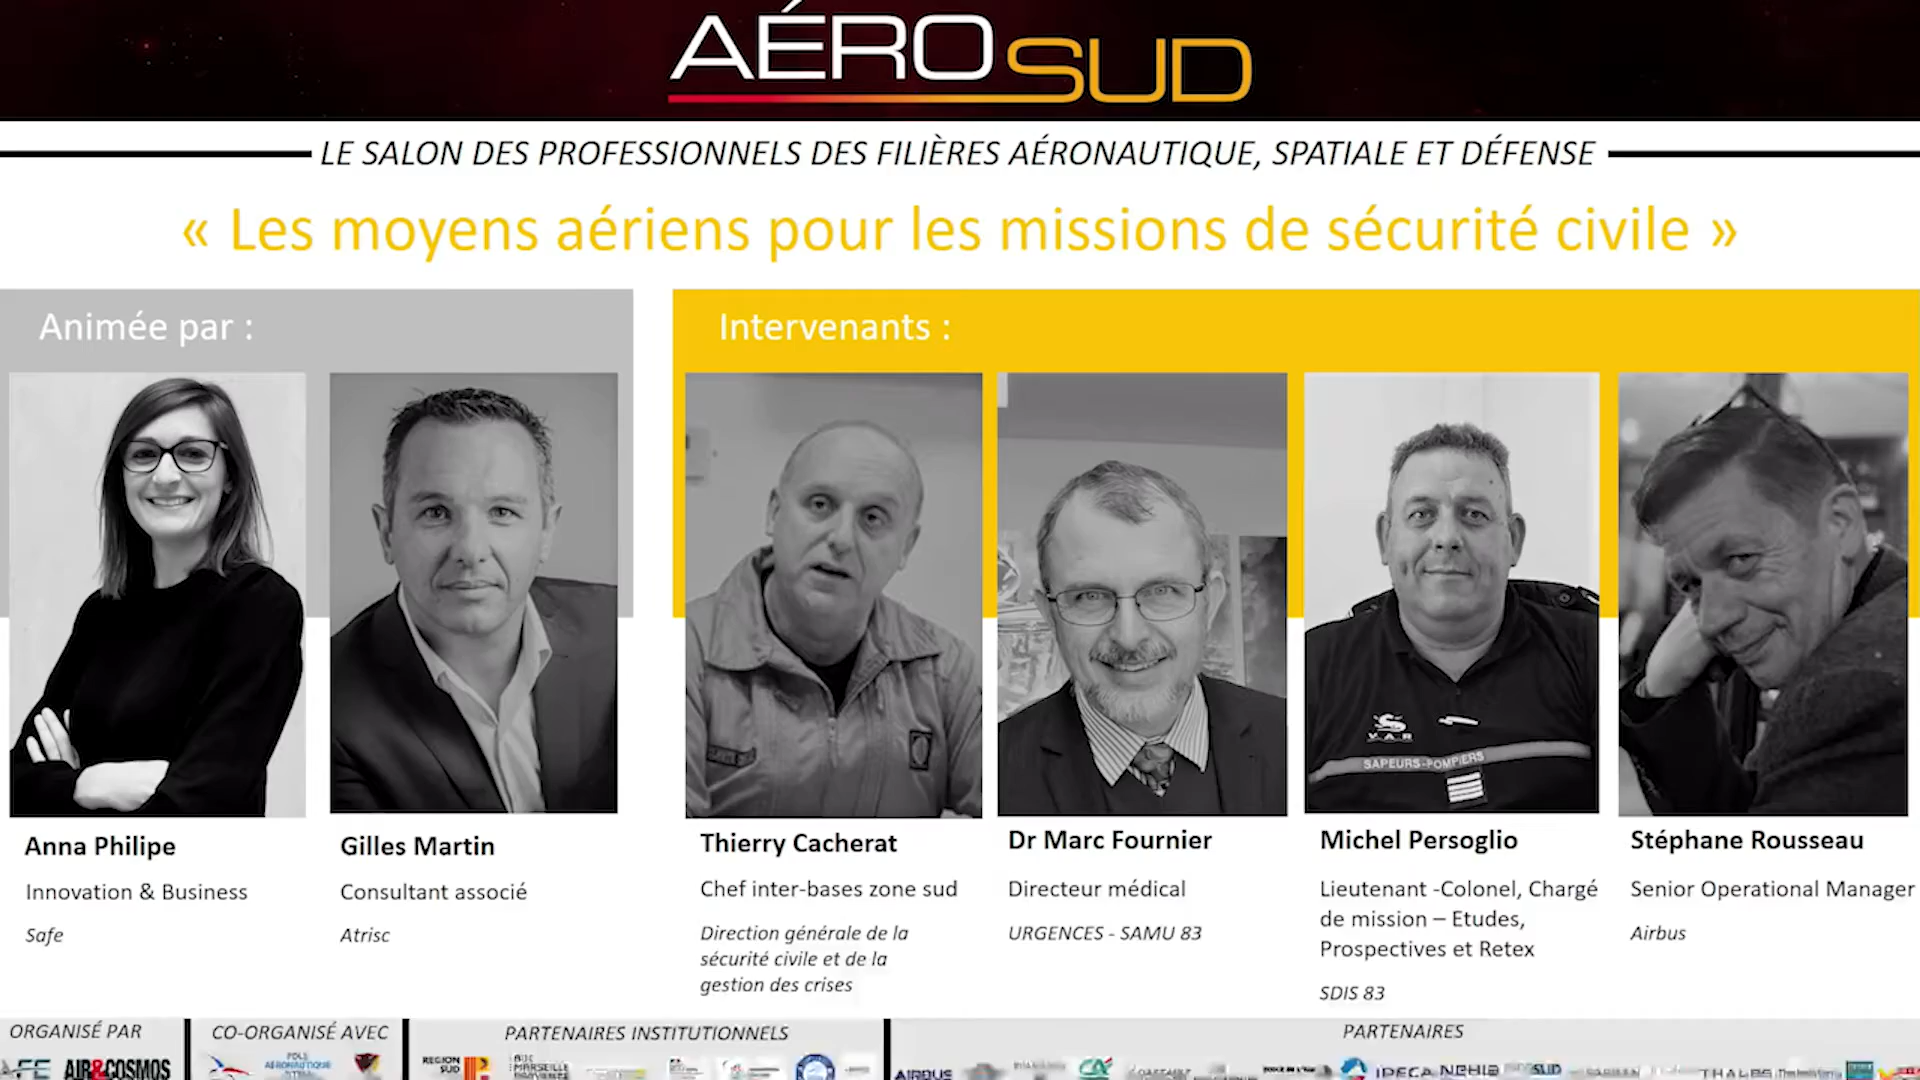 AÉROSUD
LE SALON DES PROFESSIONNELS DES FILIÈRES AÉRONAUTIQUE, SPATIALE ET DÉFENSE
« Les moyens aériens pour les missions de sécurité civile »
Animée par :
Intervenants :
VAR
SAPEURS-POMPIERS
Anna Philipe
Innovation & Business
Safe
Gilles Martin
Consultant associé
Atrisc
Thierry Cacherat
Chef inter-bases zone sud
Direction générale de la
sécurité civile et de la
gestion des crises
Dr Marc Fournier
Directeur médical
URGENCES - SAMU 83
Michel Persoglio
Lieutenant -Colonel, Chargé
de mission – Etudes,
Prospectives et Retex
SDIS 83
Stéphane Rousseau
Senior Operational Manager
Airbus
ORGANISÉ PAR
AIR&COSMOS
CO-ORGANISÉ AVEC
PARTENAIRES INSTITUTIONNELS
REGION
SUD
PARTENAIRES
AIRBUS
IPECA
THALES